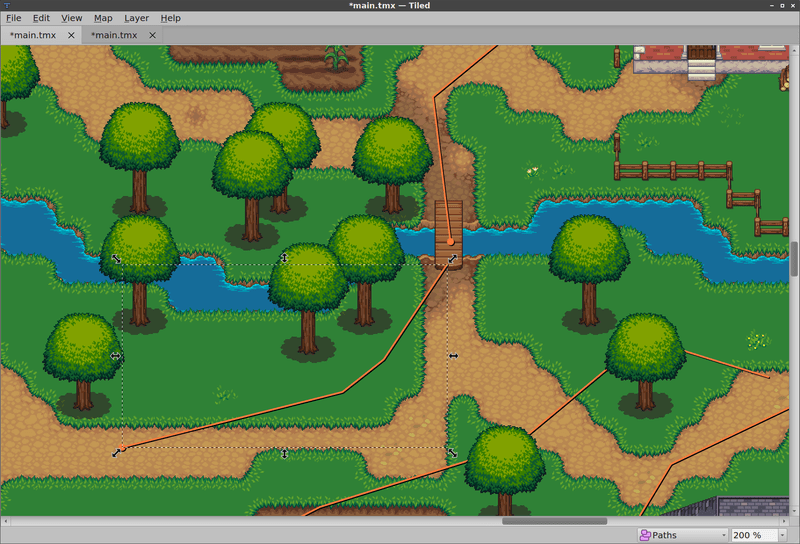 *main.tmx — Tiled
File Edit View Map Layer Help
*main.tmx *main.tmx
Paths 200 %